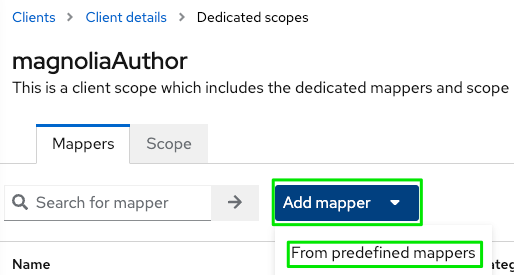 Clients > Client details > Dedicated scopes
magnoliaAuthor
This is a client scope which includes the dedicated mappers and scope
Mappers Scope
Search for mapper Add mapper
From predefined mappers
Name